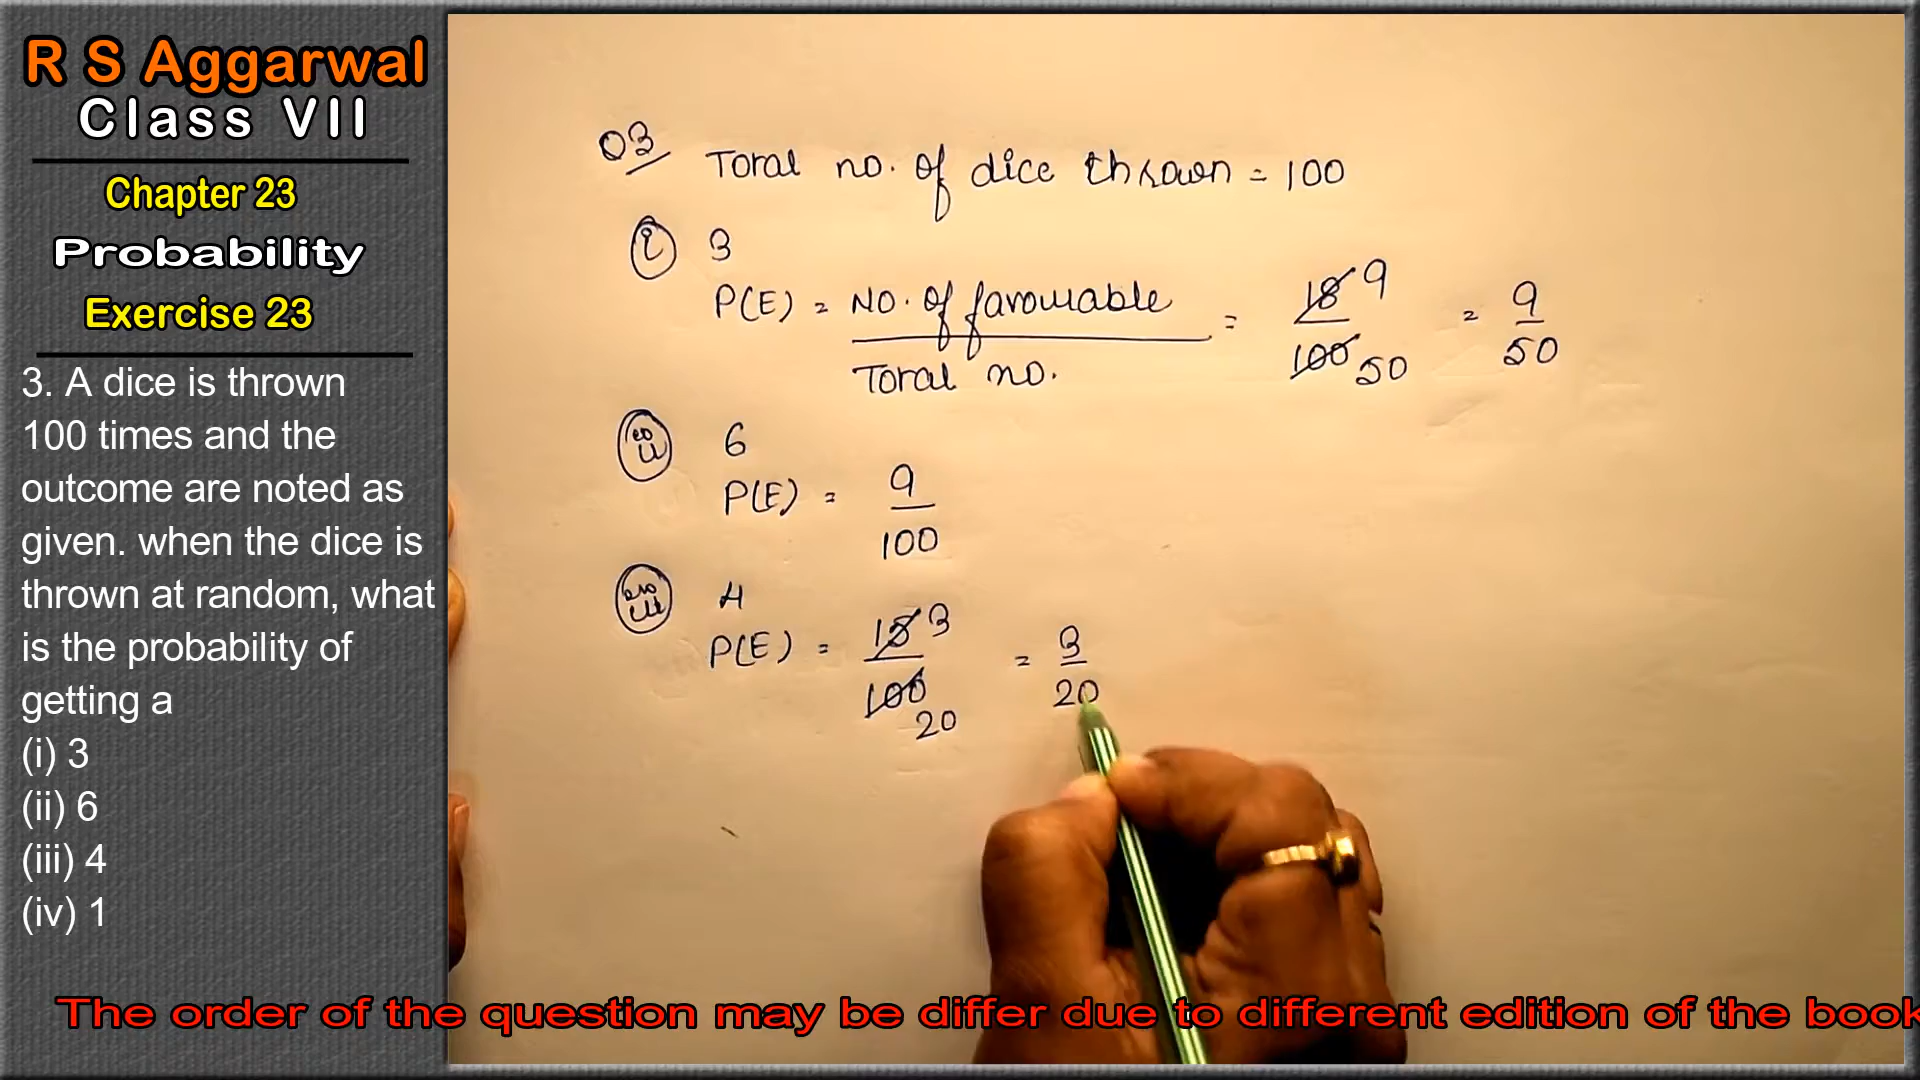 R S Aggarwal
Class VII
Chapter 23
Probability
Exercise 23
3. A dice is thrown
100 times and the
outcome are noted as
given. when the dice is
thrown at random, what
is the probability of
getting a
(i) 3
(ii) 6
(iii) 4
(iv) 1
Q3 Total no. of dice thrown = 100
(i) 3
P(E) = No. of favourable / Total no. = 18 9 / 100 50 = 9 / 50
(ii) 6
P(E) = 9 / 100
(iii) 4
P(E) = 15 3 / 100 20 = 3 / 20
The order of the question may be differ due to different edition of the book